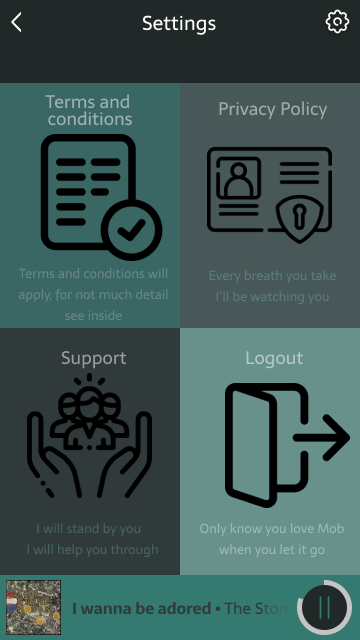 Settings
Terms and
conditions
Terms and conditions will
apply, for not much detail
see inside
Privacy Policy
Every breath you take
I'll be watching you
Support
I will stand by you
I will help you through
Logout
Only know you love Mob
when you let it go
I wanna be adored • The Ston